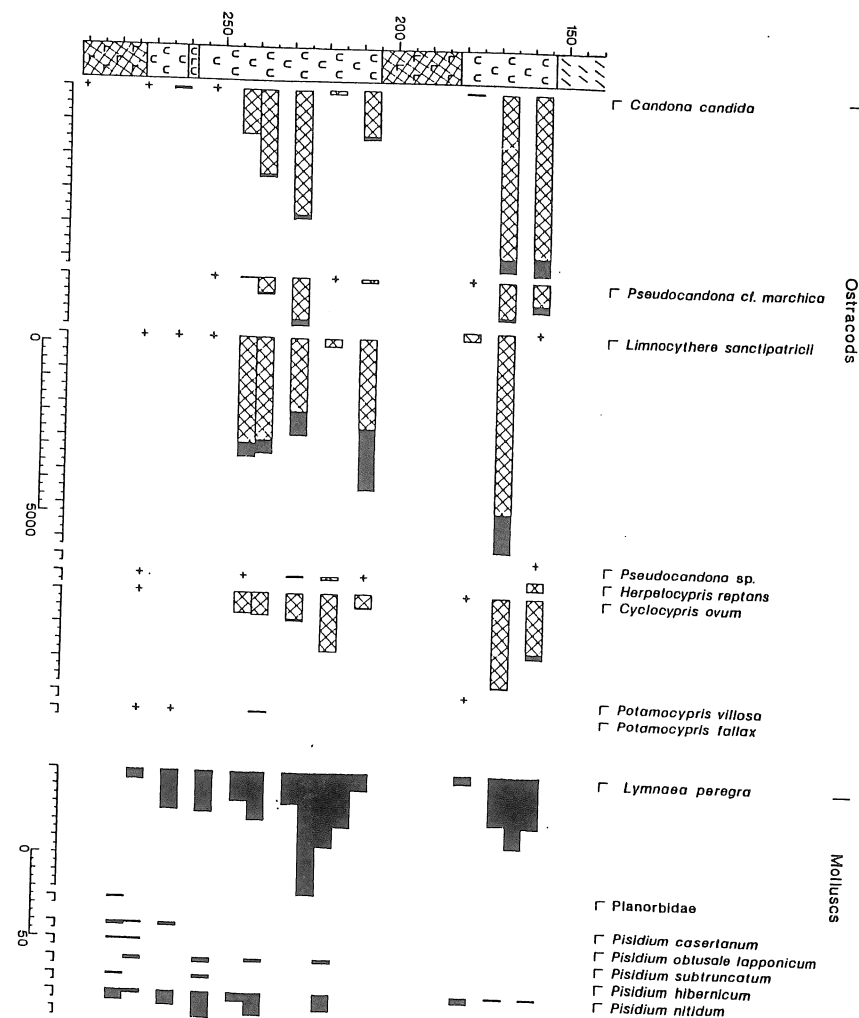 250
200
150
Candona candida
Ostracods
Pseudocandona cf. marchica
Limnocythere sanctipatricii
0
5000
Pseudocandona sp.
Herpelocypris reptans
Cyclocypris ovum
Potamocypris villosa
Potamocypris fallax
Lymnaea peregra
Molluscs
0
50
Planorbidae
Pisidium casertanum
Pisidium obtusale lapponicum
Pisidium subtruncatum
Pisidium hibernicum
Pisidium nitidum